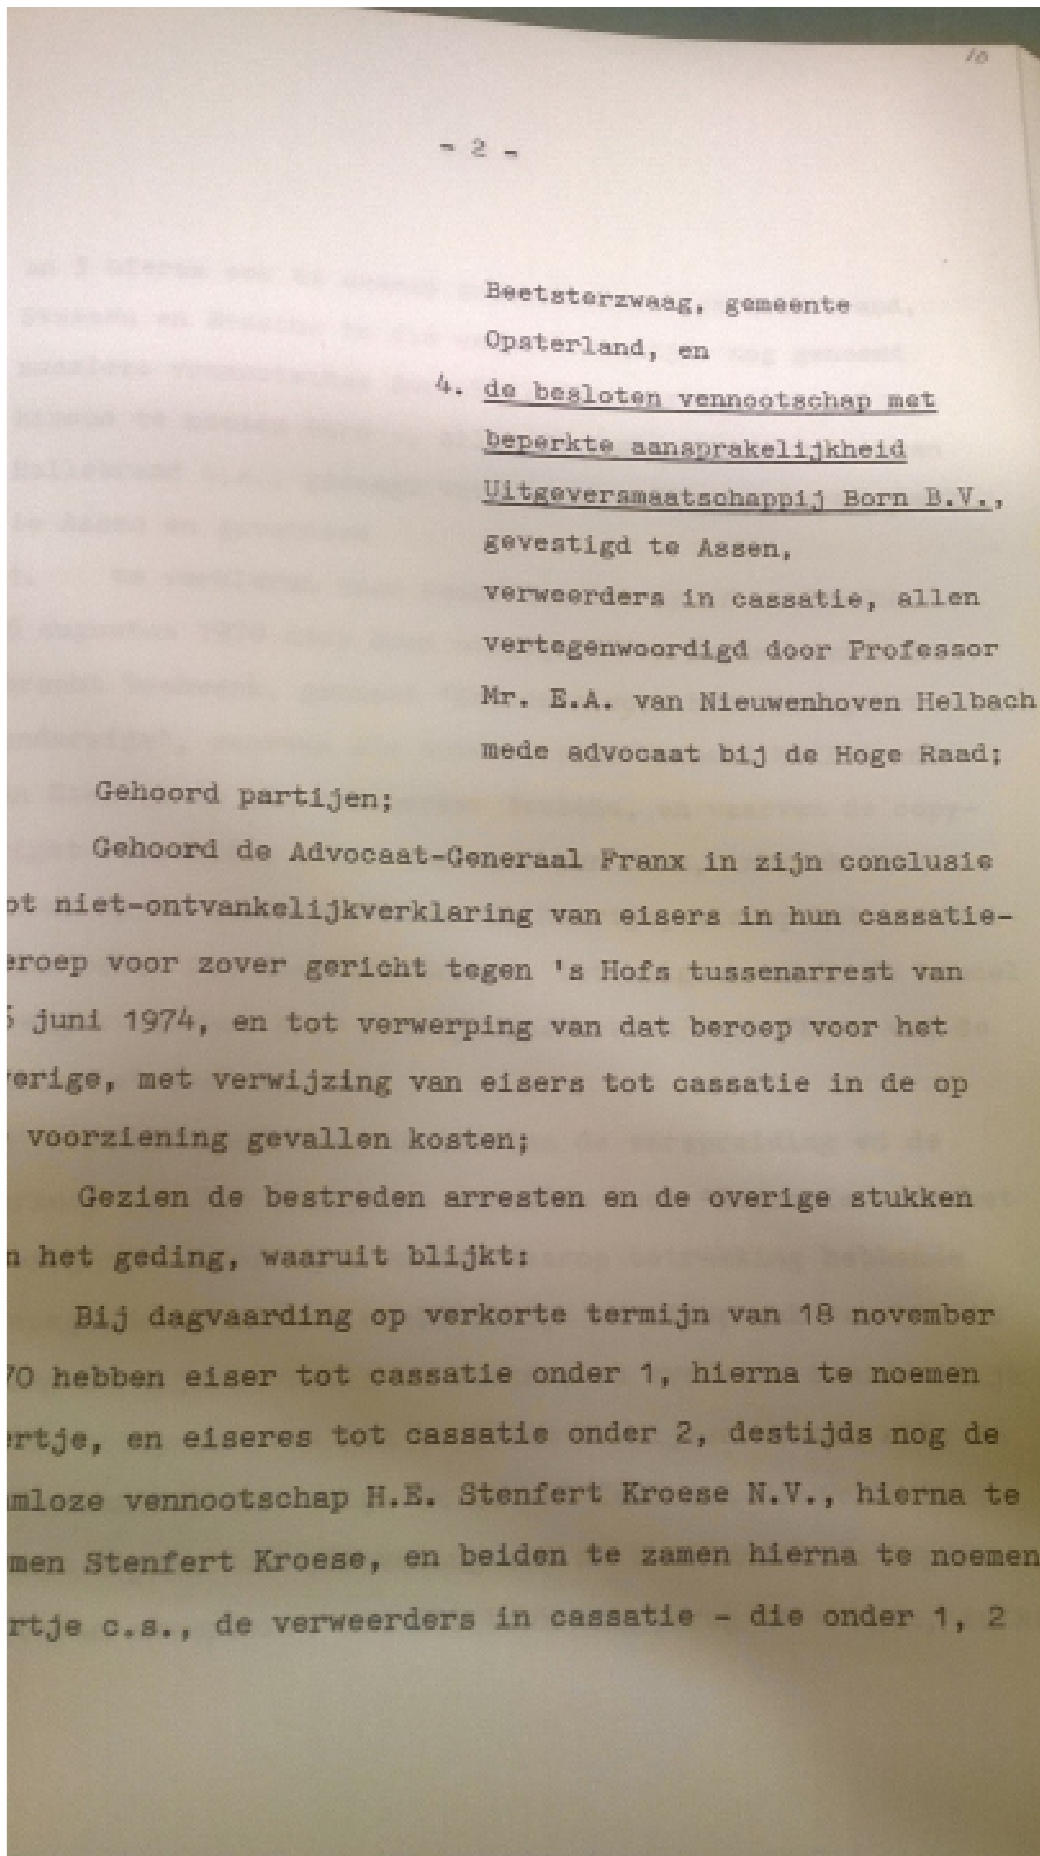 10
- 2 -
Beetsterzwaag, gemeente
Opsterland, en
4. de besloten vennootschap met
beperkte aansprakelijkheid
Uitgeversmaatschappij Born B.V.,
gevestigd te Assen,
verweerders in cassatie, allen
vertegenwoordigd door Professor
Mr. E.A. van Nieuwenhoven Helbach
mede advocaat bij de Hoge Raad;
Gehoord partijen;
Gehoord de Advocaat-Generaal Franx in zijn conclusie
ot niet-ontvankelijkverklaring van eisers in hun cassatie-
eroep voor zover gericht tegen 's Hofs tussenarrest van
juni 1974, en tot verwerping van dat beroep voor het
verige, met verwijzing van eisers tot cassatie in de op
voorziening gevallen kosten;
Gezien de bestreden arresten en de overige stukken
n het geding, waaruit blijkt:
Bij dagvaarding op verkorte termijn van 18 november
70 hebben eiser tot cassatie onder 1, hierna te noemen
ertje, en eiseres tot cassatie onder 2, destijds nog de
mloze vennootschap H.E. Stenfert Kroese N.V., hierna te
men Stenfert Kroese, en beiden te zamen hierna te noemen
rtje c.s., de verweerders in cassatie - die onder 1, 2